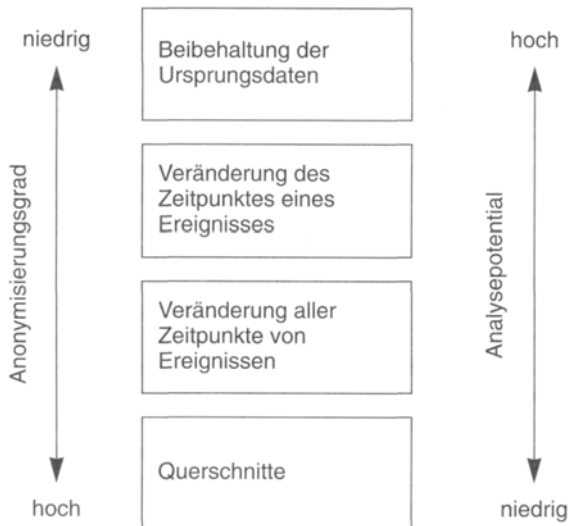 niedrig
hoch
Beibehaltung der
Ursprungsdaten
Anonymisierungsgrad
Veränderung des
Zeitpunktes eines
Ereignisses
Veränderung aller
Zeitpunkte von
Ereignissen
Analysepotential
Querschnitte
hoch
niedrig